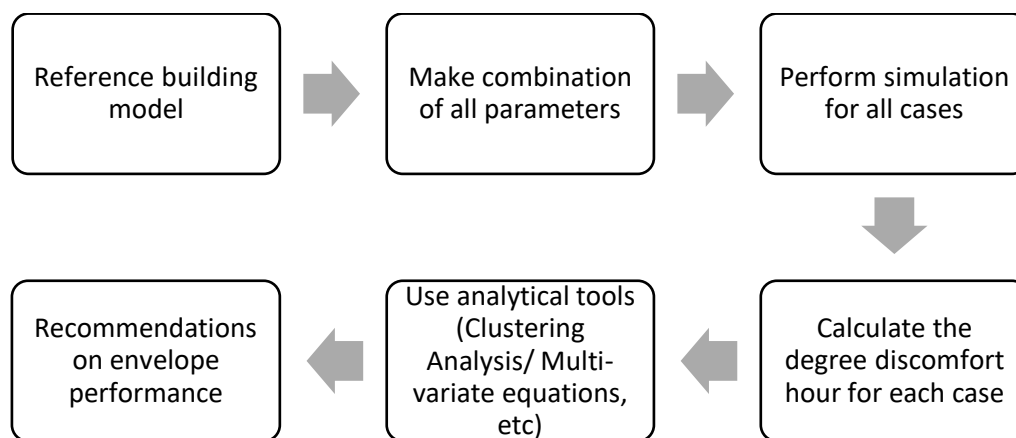 Reference building
model
Make combination
of all parameters
Perform simulation
for all cases
Calculate the
degree discomfort
hour for each case
Use analytical tools
(Clustering
Analysis/ Multi-
variate equations,
etc)
Recommendations
on envelope
performance